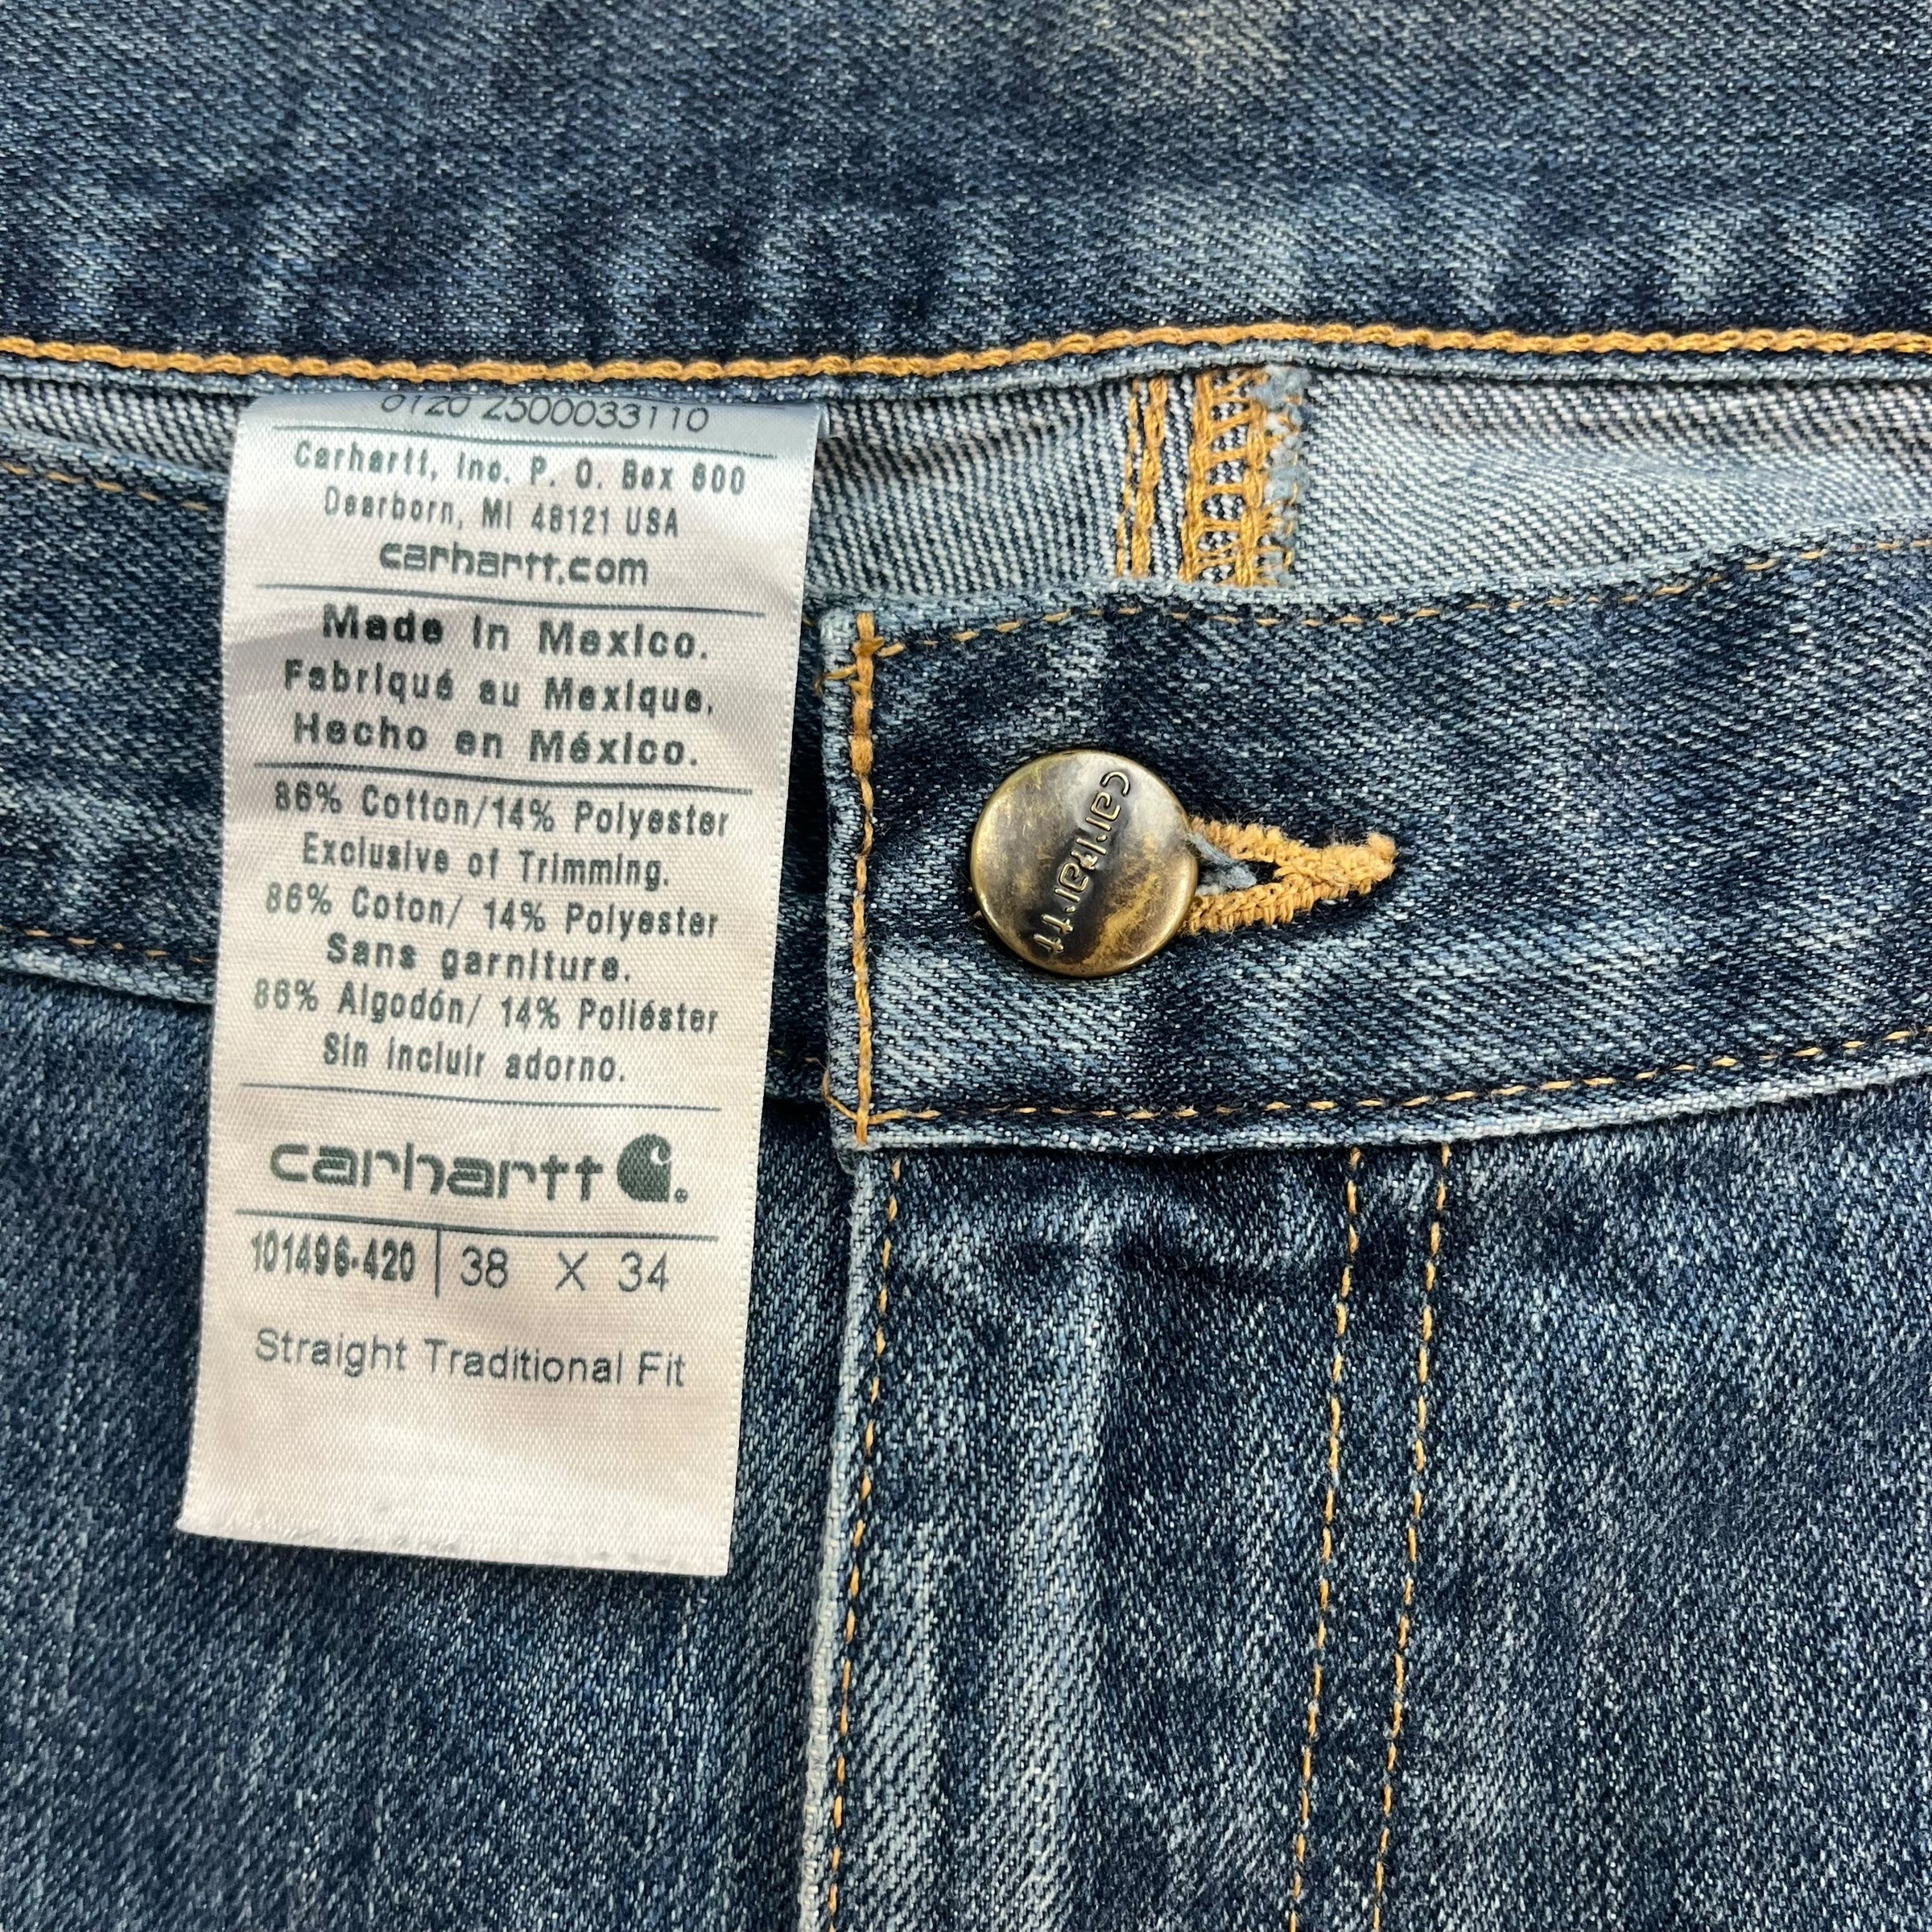 0120 2500033110
Carhartt, Inc. P. O. Box 600
Dearborn, MI 48121 USA
carhartt.com
Made in Mexico.
Fabriqué au Mexique.
Hecho en México.
86% Cotton/14% Polyester
Exclusive of Trimming.
86% Coton/ 14% Polyester
Sans garniture.
86% Algodón/ 14% Poliéster
Sin incluir adorno.
carhartt
101496-420 | 38 X 34
Straight Traditional Fit
carhartt